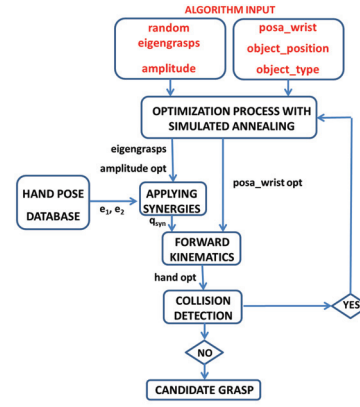 ALGORITHM INPUT
random
eigengrasps
amplitude
posa_wrist
object_position
object_type
OPTIMIZATION PROCESS WITH
SIMULATED ANNEALING
eigengrasps
amplitude opt
posa_wrist opt
HAND POSE
DATABASE
e1, e2
APPLYING
SYNERGIES
qsyn
FORWARD
KINEMATICS
hand opt
COLLISION
DETECTION
YES
NO
CANDIDATE GRASP